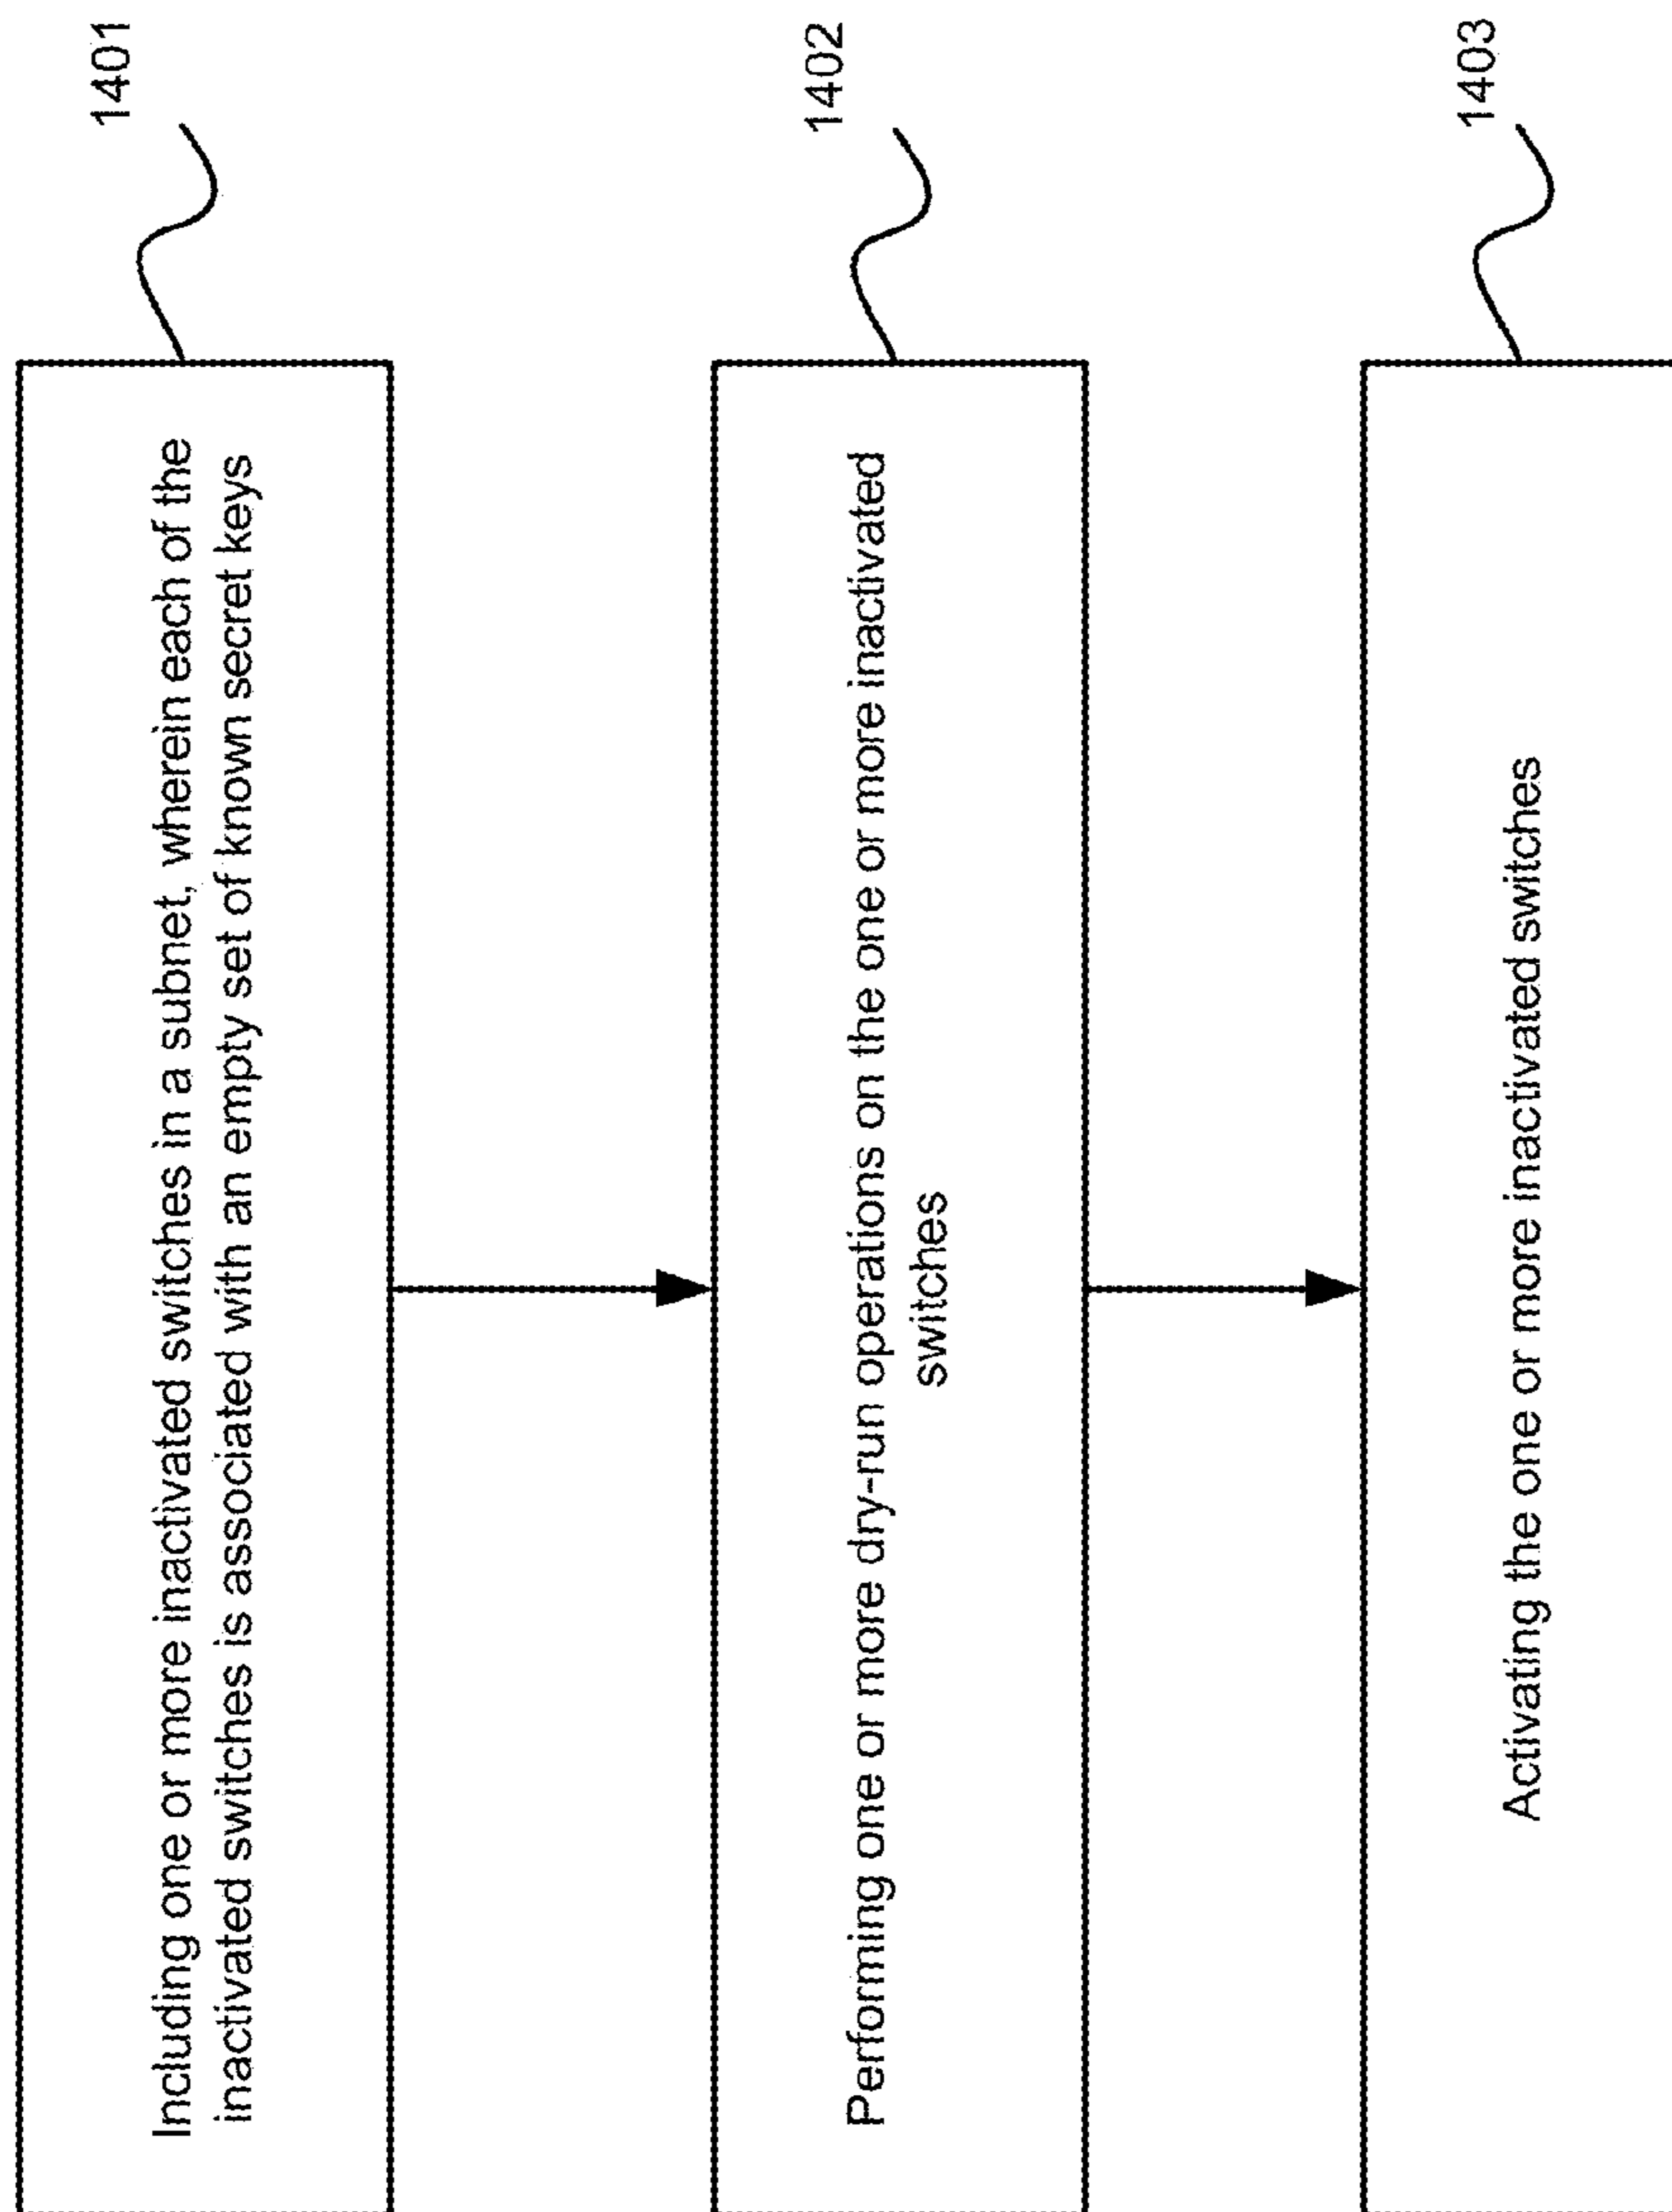 1401
Including one or more inactivated switches in a subnet, wherein each of the
inactivated switches is associated with an empty set of known secret keys
1402
Performing one or more dry-run operations on the one or more inactivated
switches
1403
Activating the one or more inactivated switches